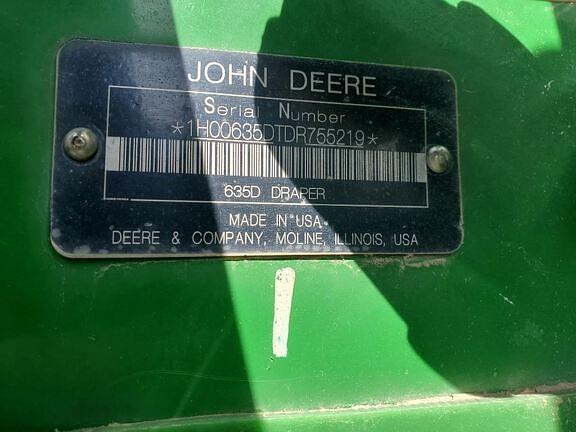 JOHN DEERE
Serial Number
*1H00635DTDR755219*
635D DRAPER
MADE IN USA
DEERE & COMPANY, MOLINE, ILLINOIS, USA